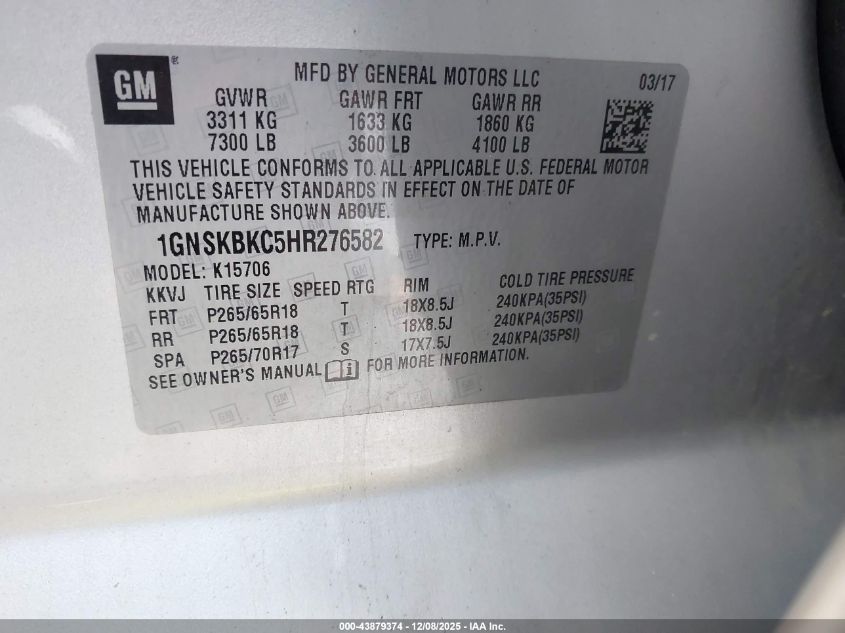 GM ®
MFD BY GENERAL MOTORS LLC 03/17
GVWR GAWR FRT GAWR RR
3311 KG 1633 KG 1860 KG
7300 LB 3600 LB 4100 LB
THIS VEHICLE CONFORMS TO ALL APPLICABLE U.S. FEDERAL MOTOR
VEHICLE SAFETY STANDARDS IN EFFECT ON THE DATE OF
MANUFACTURE SHOWN ABOVE.
1GNSKBKC5HR276582 TYPE: M.P.V.
MODEL: K15706
KKVJ TIRE SIZE SPEED RTG RIM COLD TIRE PRESSURE
FRT P265/65R18 T 18X8.5J 240KPA(35PSI)
RR P265/65R18 T 18X8.5J 240KPA(35PSI)
SPA P265/70R17 S 17X7.5J 240KPA(35PSI)
SEE OWNER'S MANUAL i FOR MORE INFORMATION.
000-43879374 - 12/08/2025 - IAA Inc.